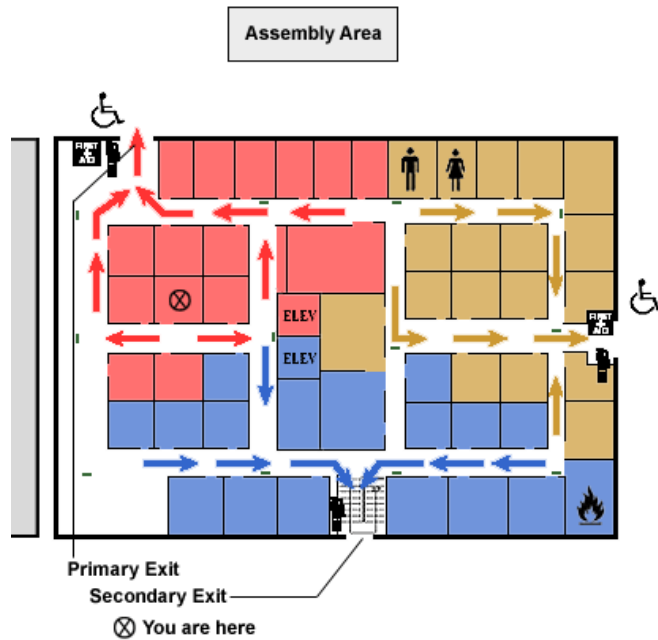 Assembly Area
FIRST
AID
ELEV
FIRST
AID
ELEV
Primary Exit
Secondary Exit
You are here